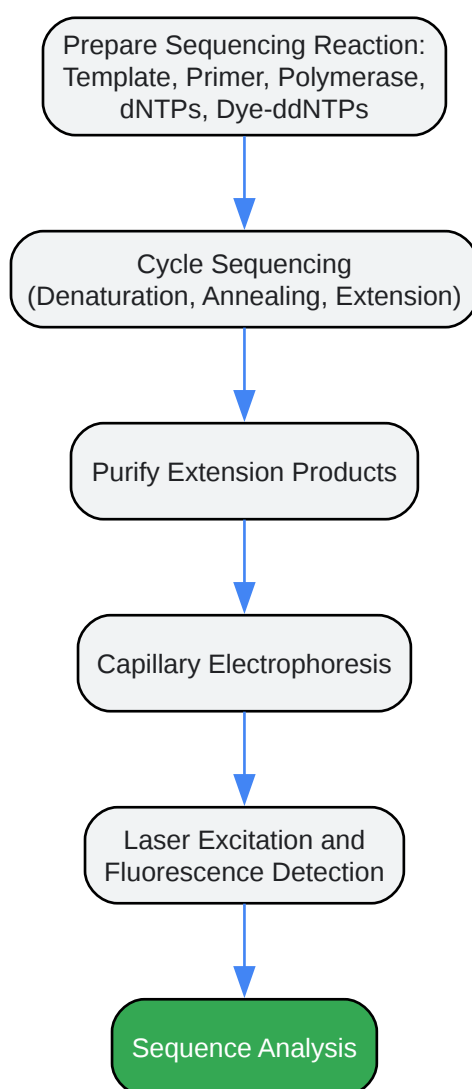 Prepare Sequencing Reaction:
Template, Primer, Polymerase,
dNTPs, Dye-ddNTPs
Cycle Sequencing
(Denaturation, Annealing, Extension)
Purify Extension Products
Capillary Electrophoresis
Laser Excitation and
Fluorescence Detection
Sequence Analysis